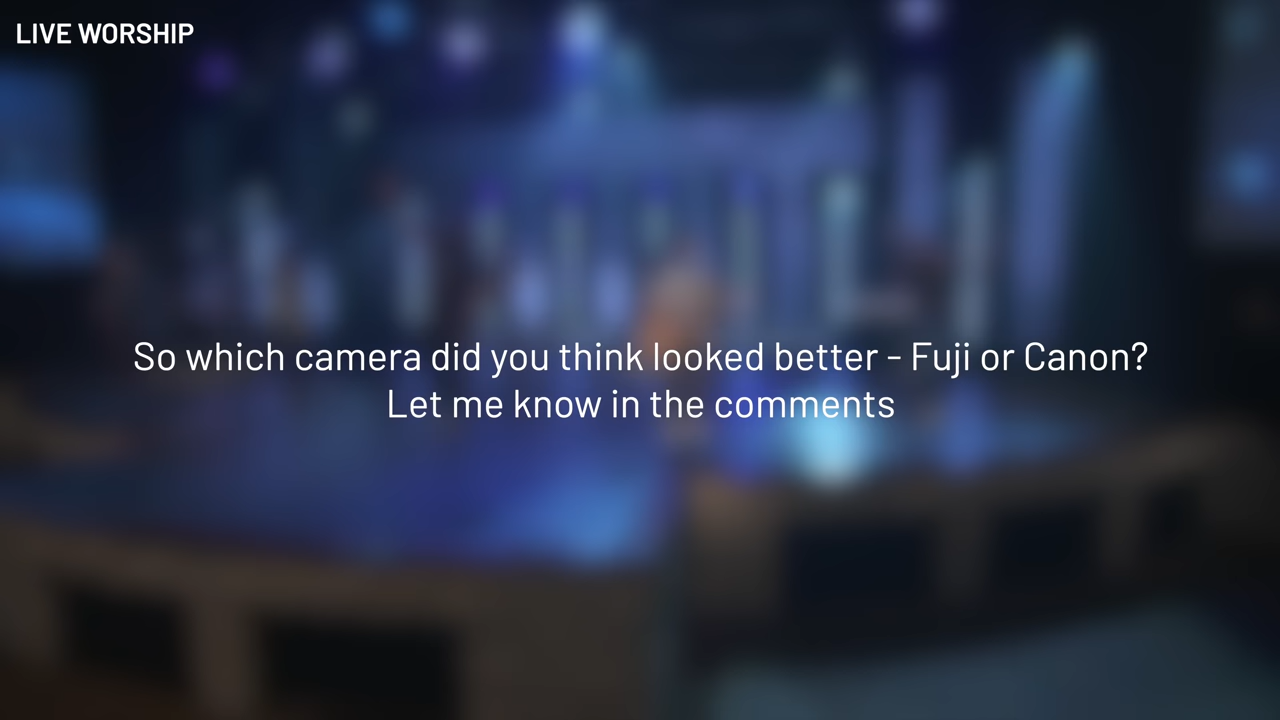 LIVE WORSHIP
So which camera did you think looked better - Fuji or Canon?
Let me know in the comments